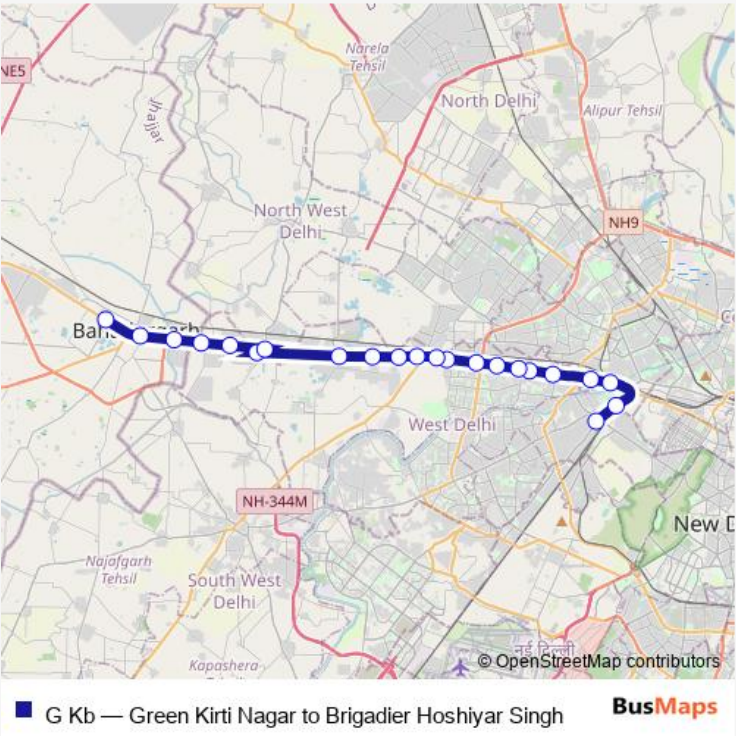 Narela
Tehsil
NE5
North Delhi
Alipur Tehsil
Jhajjar
North West
Delhi
NH9
West Delhi
NH-344M
New D
Najafgarh
Tehsil
South West
Delhi
Kapashera
नई दिल्ली
© OpenStreetMap contributors
G Kb — Green Kirti Nagar to Brigadier Hoshiyar Singh
BusMaps